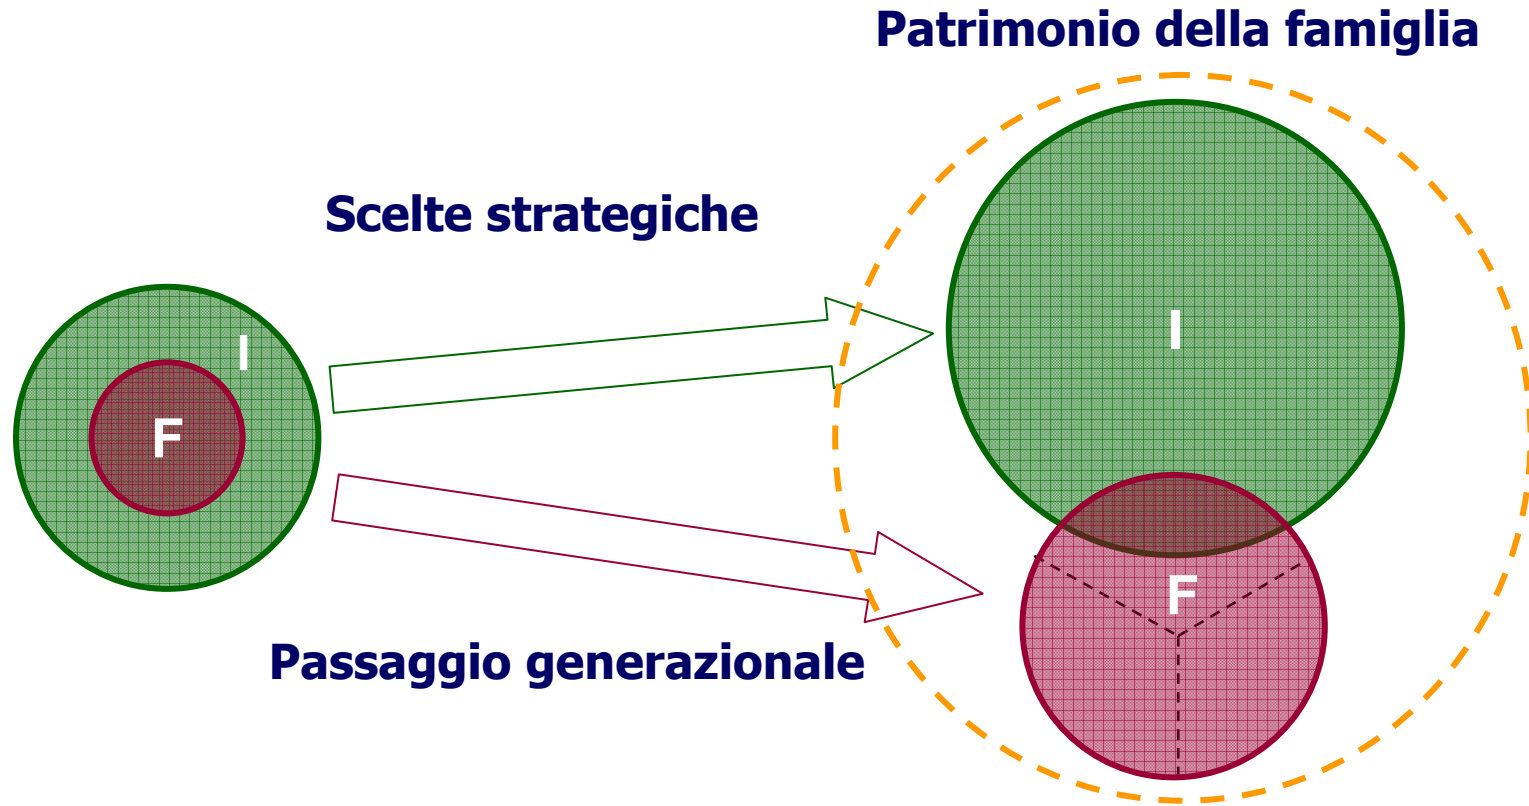 Patrimonio della famiglia
Scelte strategiche
I
F
I
F
Passaggio generazionale